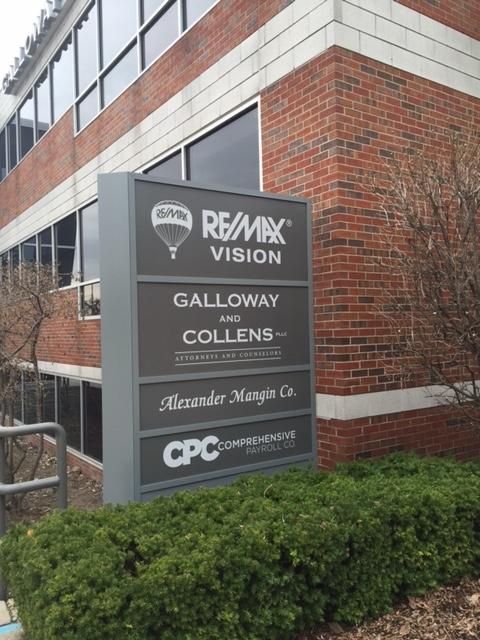 RE/MAX
RE/MAX®
VISION
GALLOWAY
AND
COLLENS PLLC
ATTORNEYS AND COUNSELORS
Alexander Mangin Co.
CPC COMPREHENSIVE
PAYROLL CO.